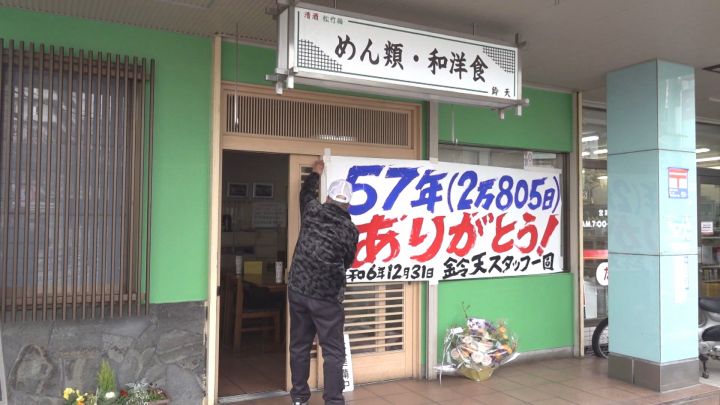 清酒 松竹梅
めん類・和洋食
鈴天
57年(2万805日)
ありがとう!
和6年12月31日 鈴天スタッフ一同